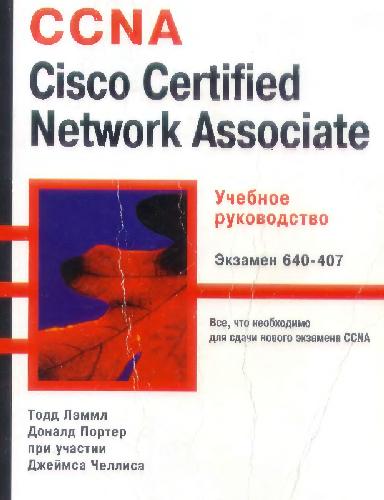 CCNA
Cisco Certified
Network Associate
Учебное
руководство
Экзамен 640-407
Все, что необходимо
для сдачи нового экзамена CCNA
Тодд Лэммл
Доналд Портер
при участии
Джеймса Челлиса